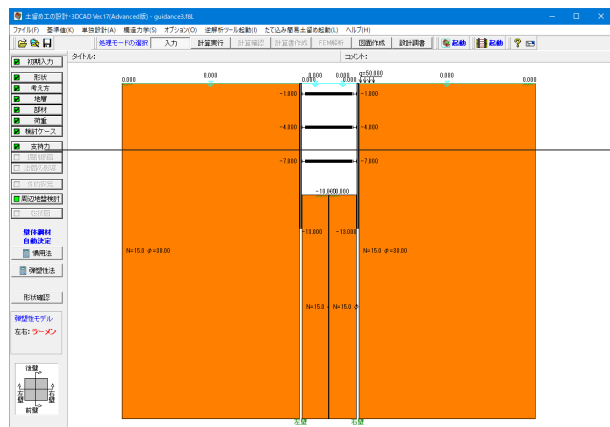 土留め工の設計・3DCAD Ver.17(Advanced版) - guidance3.f8L
ファイル(F) 基準値(K) 単独設計(A) 構造力学(S) オプション(O) 逆解析ツール起動(I) たて込み簡易土留め起動(L) ヘルプ(H)
処理モードの選択 入力 計算実行 計算確認 計算書作成 FEM解析 図面作成 設計調書 起動 起動
タイトル: コメント:
初期入力
形状
考え方
地層
部材
荷重
検討ケース
支持力
周辺地盤検討
壁体鋼材
自動決定
慣用法
弾塑性法
形状確認
弾塑性モデル
左右: ラーメン
後壁
左壁
右壁
前壁
0.000 0.000 0.000 0.000 q=50.000 0.000 0.000
0.000 0.000
-1.000 -1.000
-4.000 -4.000
-7.000 -7.000
-13.000 -13.000
N=15.0 φ=30.00 N=15.0 φ=30.00
N=15.0 N=15.0 φ
左壁 右壁